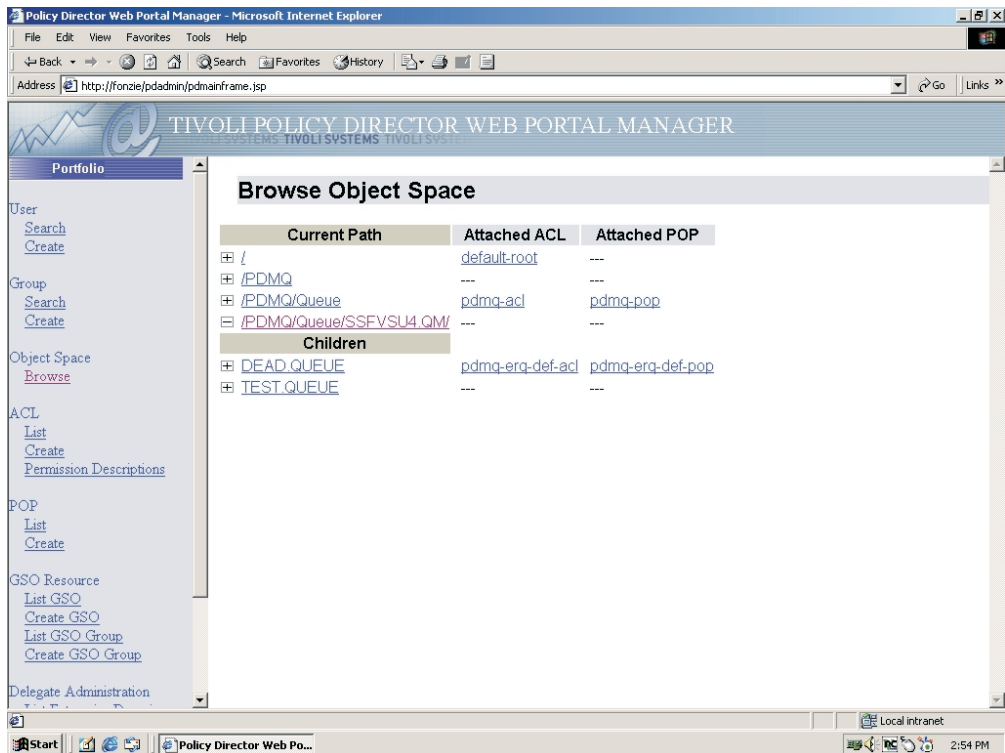 Policy Director Web Portal Manager - Microsoft Internet Explorer
File Edit View Favorites Tools Help
Back Search Favorites History
Address http://fonzie/pdadmin/pdmainframe.jsp Go Links »
TIVOLI POLICY DIRECTOR WEB PORTAL MANAGER
TIVOLI SYSTEMS TIVOLI
Portfolio
User
Search
Create
Group
Search
Create
Object Space
Browse
ACL
List
Create
Permission Descriptions
POP
List
Create
GSO Resource
List GSO
Create GSO
List GSO Group
Create GSO Group
Delegate Administration
Browse Object Space
Current Path Attached ACL Attached POP
/ default-root ---
/PDMQ --- ---
/PDMQ/Queue pdmq-acl pdmq-pop
/PDMQ/Queue/SSFVSU4.QM/ --- ---
Children
DEAD.QUEUE pdmq-erq-def-acl pdmq-erq-def-pop
TEST.QUEUE --- ---
Local intranet
Start Policy Director Web Po... 2:54 PM